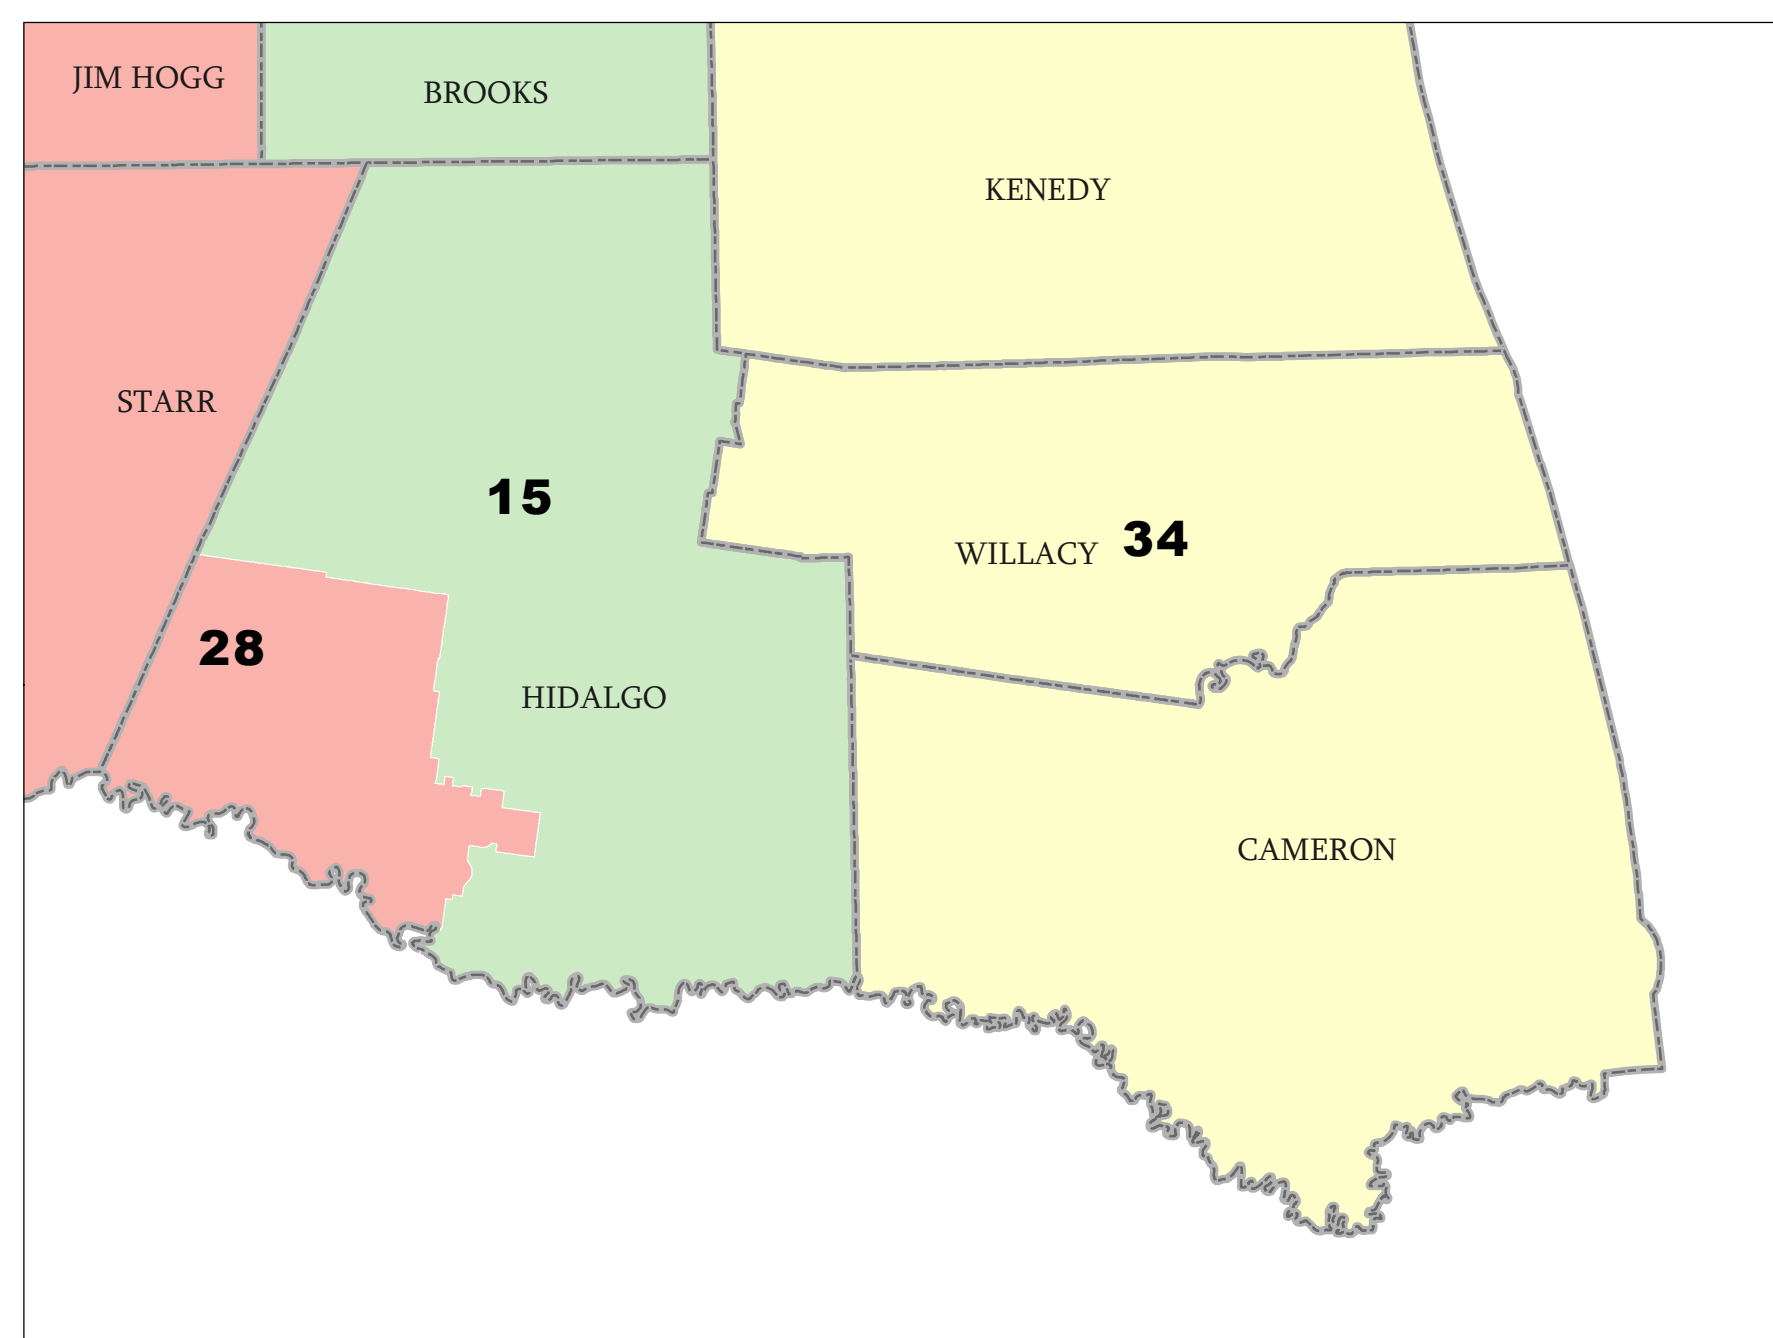 JIM HOGG
BROOKS
KENEDY
STARR
15
WILLACY 34
28
HIDALGO
CAMERON